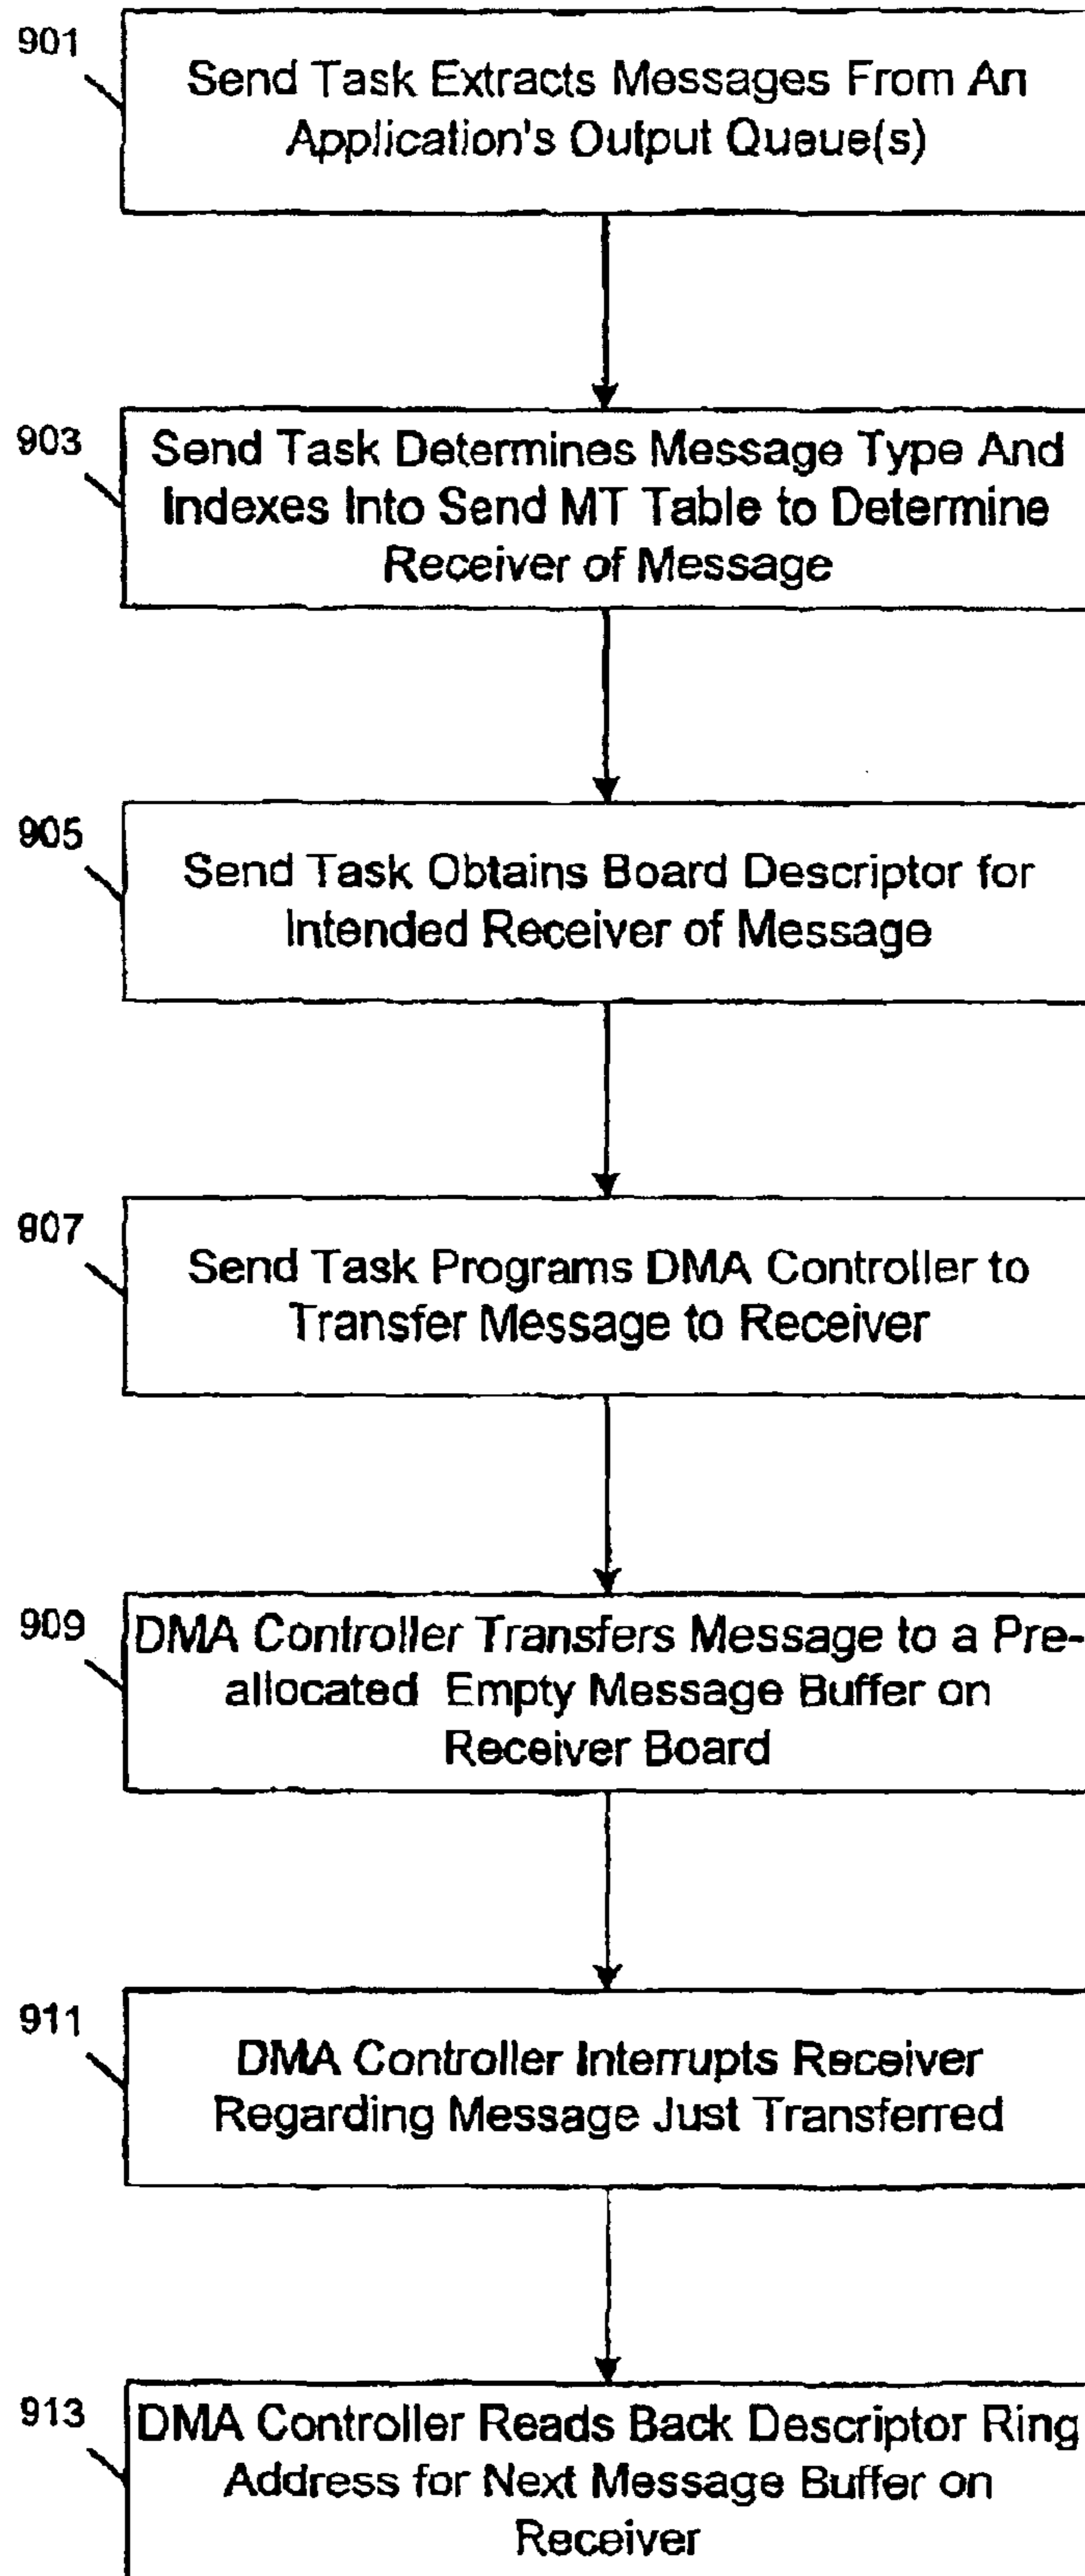 901
Send Task Extracts Messages From An
Application's Output Queue(s)
903
Send Task Determines Message Type And
Indexes Into Send MT Table to Determine
Receiver of Message
905
Send Task Obtains Board Descriptor for
Intended Receiver of Message
907
Send Task Programs DMA Controller to
Transfer Message to Receiver
909
DMA Controller Transfers Message to a Pre-
allocated Empty Message Buffer on
Receiver Board
911
DMA Controller Interrupts Receiver
Regarding Message Just Transferred
913
DMA Controller Reads Back Descriptor Ring
Address for Next Message Buffer on
Receiver